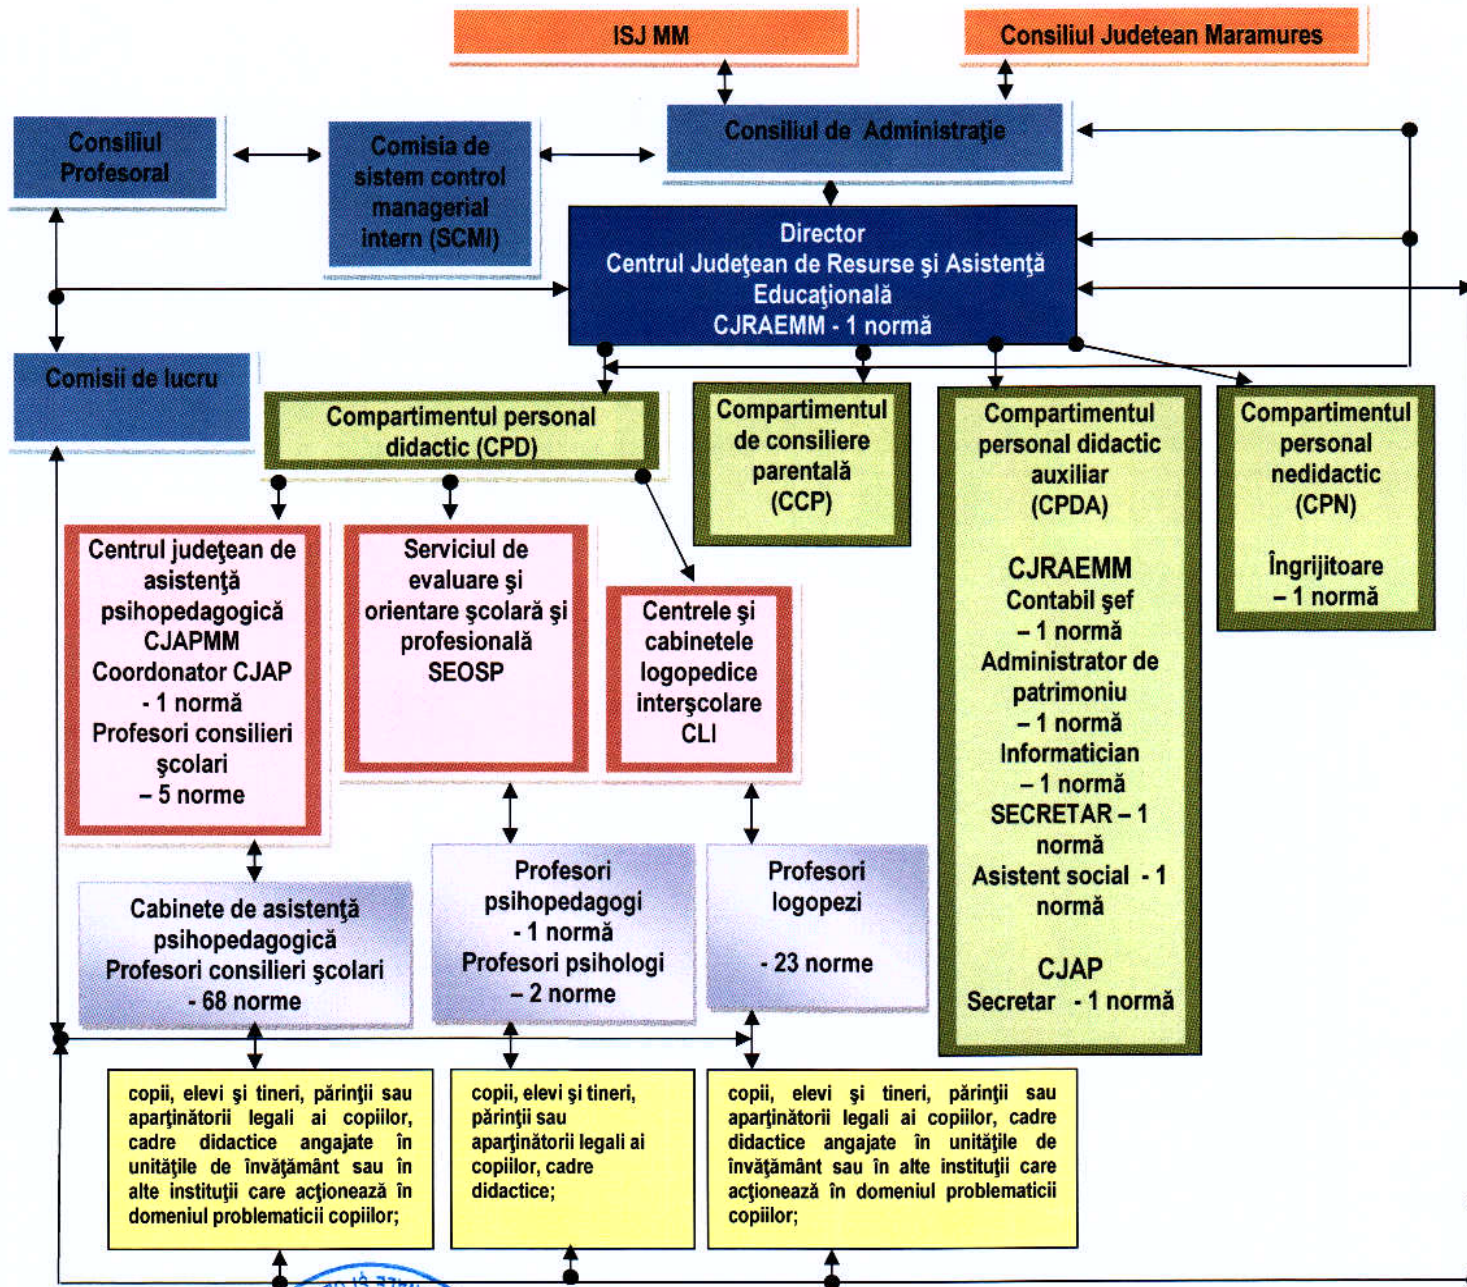 ISJ MM
Consiliul Judetean Maramures
Consiliul
Profesoral
Comisia de
sistem control
managerial
intern (SCMI)
Consiliul de Administraţie
Director
Centrul Judeţean de Resurse şi Asistenţă
Educaţională
CJRAEMM - 1 normă
Comisii de lucru
Compartimentul personal
didactic (CPD)
Compartimentul
de consiliere
parentală
(CCP)
Compartimentul
personal didactic
auxiliar
(CPDA)
CJRAEMM
Contabil şef
– 1 normă
Administrator de
patrimoniu
– 1 normă
Informatician
– 1 normă
SECRETAR – 1
normă
Asistent social - 1
normă
CJAP
Secretar - 1 normă
Compartimentul
personal
nedidactic
(CPN)
Îngrijitoare
– 1 normă
Centrul judeţean de
asistenţă
psihopedagogică
CJAPMM
Coordonator CJAP
- 1 normă
Profesori consilieri
şcolari
– 5 norme
Serviciul de
evaluare şi
orientare şcolară şi
profesională
SEOSP
Centrele şi
cabinetele
logopedice
interşcolare
CLI
Cabinete de asistenţă
psihopedagogică
Profesori consilieri şcolari
- 68 norme
Profesori
psihopedagogi
- 1 normă
Profesori psihologi
– 2 norme
Profesori
logopezi
- 23 norme
copii, elevi şi tineri, părinţii sau
aparţinătorii legali ai copiilor,
cadre didactice angajate în
unităţile de învăţământ sau în
alte instituţii care acţionează în
domeniul problematicii copiilor;
copii, elevi şi tineri,
părinţii sau
aparţinătorii legali ai
copiilor, cadre
didactice;
copii, elevi şi tineri, părinţii sau
aparţinătorii legali ai copiilor, cadre
didactice angajate în unităţile de
învăţământ sau în alte instituţii care
acţionează în domeniul problematicii
copiilor;